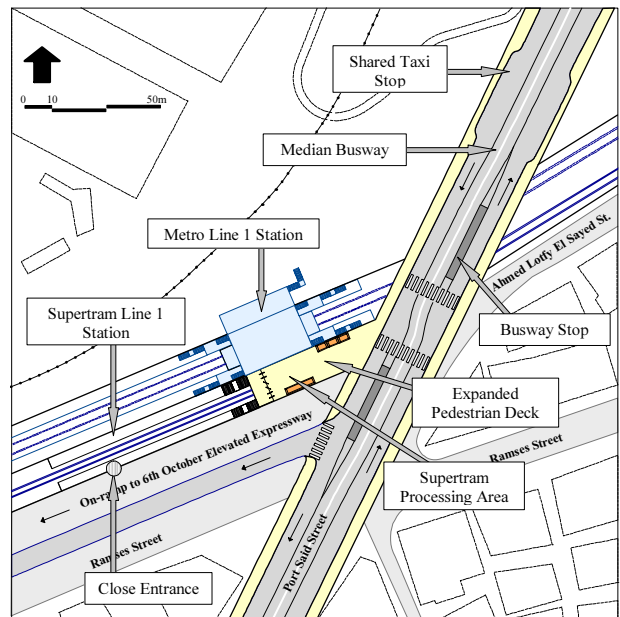 Shared Taxi
Stop
0 10 50m
Median Busway
Metro Line 1 Station
Ahmed Lotfy El Sayed St.
Supertram Line 1
Station
Busway Stop
Expanded
Pedestrian Deck
On-ramp to 6th October Elevated Expressway
Ramses Street
Supertram
Processing Area
Ramses Street
Port Said Street
Close Entrance